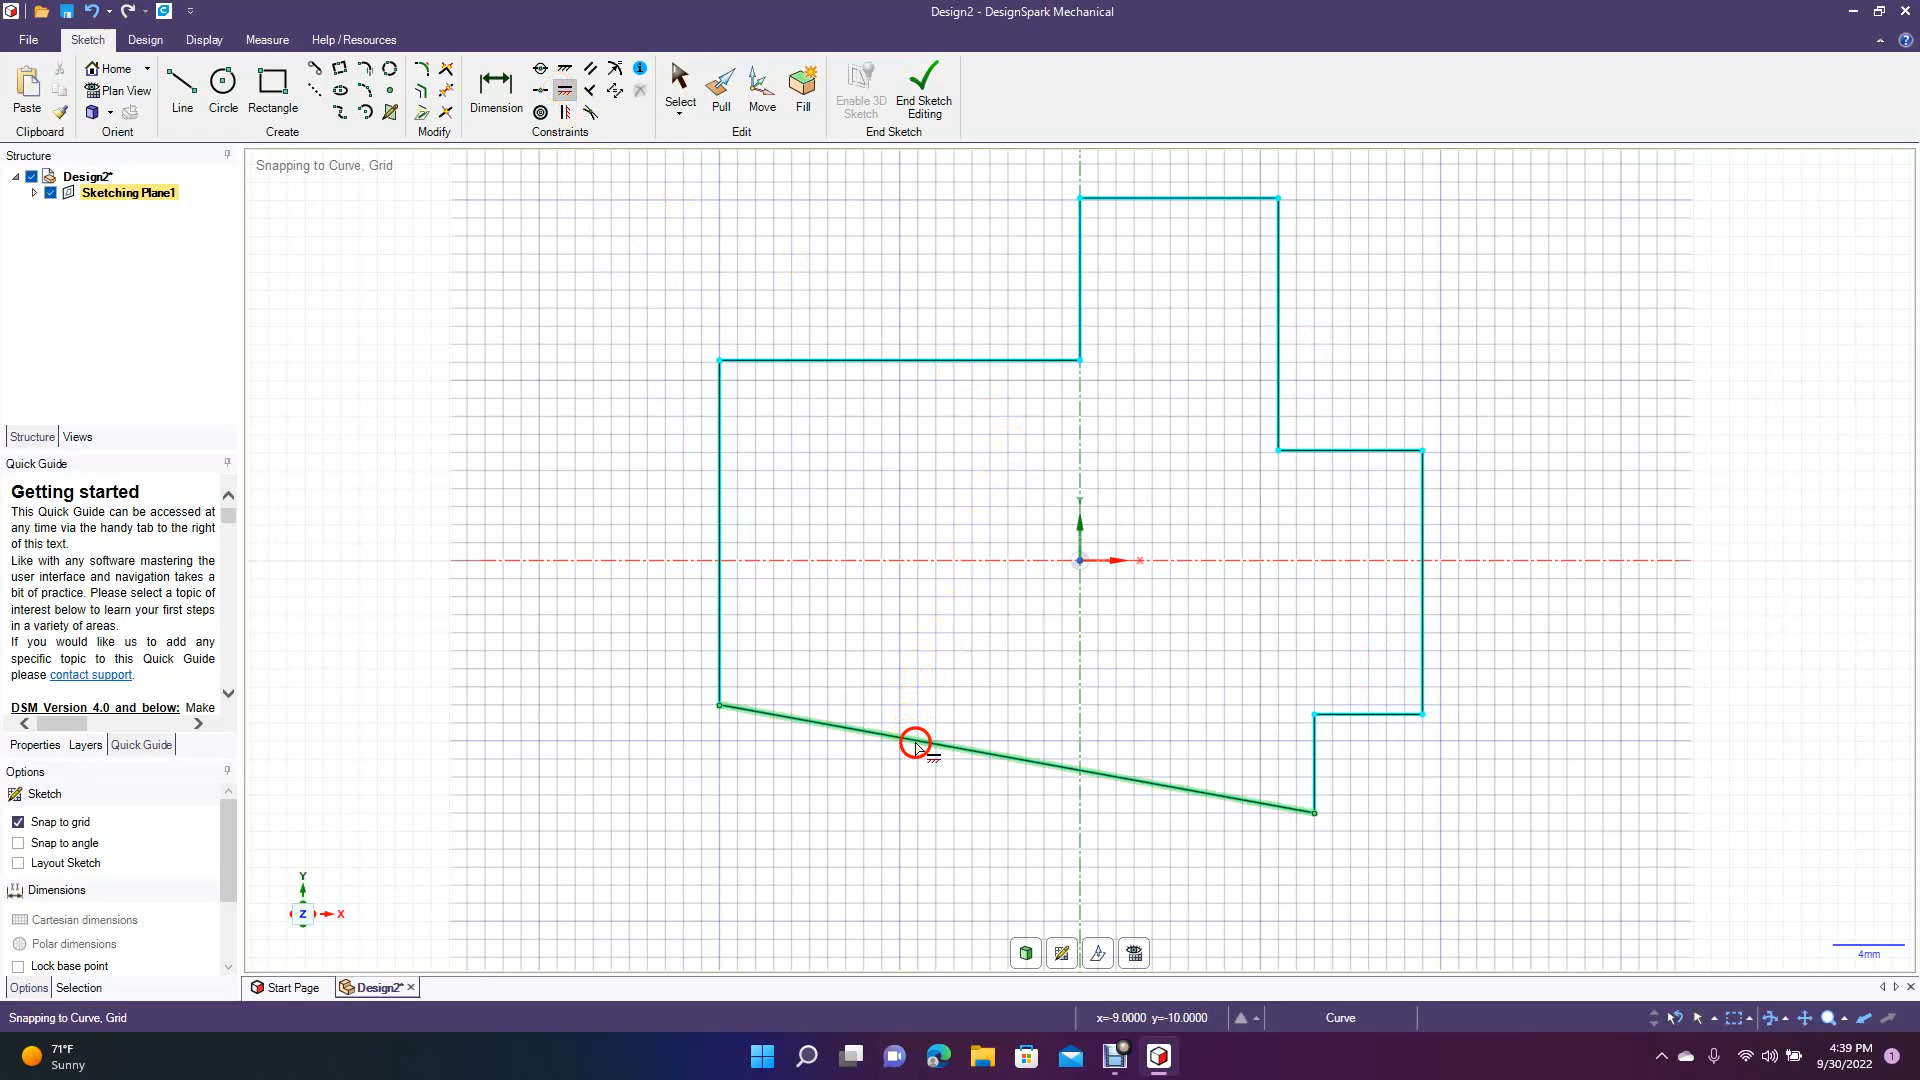 Design2 - DesignSpark Mechanical
File
Sketch
Design
Display
Measure
Help / Resources
Paste
Clipboard
Home
Plan View
Orient
Line
Circle
Rectangle
Create
Modify
Dimension
Constraints
Select
Pull
Move
Fill
Edit
Enable 3D
Sketch
End Sketch
Editing
End Sketch
Structure
Design2*
Sketching Plane1
Snapping to Curve, Grid
Y
X
Structure
Views
Quick Guide
Getting started
This Quick Guide can be accessed at
any time via the handy tab to the right
of this text.
Like with any software mastering the
user interface and navigation takes a
bit of practice. Please select a topic of
interest below to learn your first steps
in a variety of areas.
If you would like us to add any
specific topic to this Quick Guide
please contact support.
DSM Version 4.0 and below: Make
Properties
Layers
Quick Guide
Options
Sketch
Snap to grid
Snap to angle
Layout Sketch
Dimensions
Cartesian dimensions
Polar dimensions
Lock base point
Y
Z
X
4mm
Options
Selection
Start Page
Design2*
Snapping to Curve, Grid
x=-9.0000 y=-10.0000
Curve
71°F
Sunny
4:39 PM
9/30/2022
1